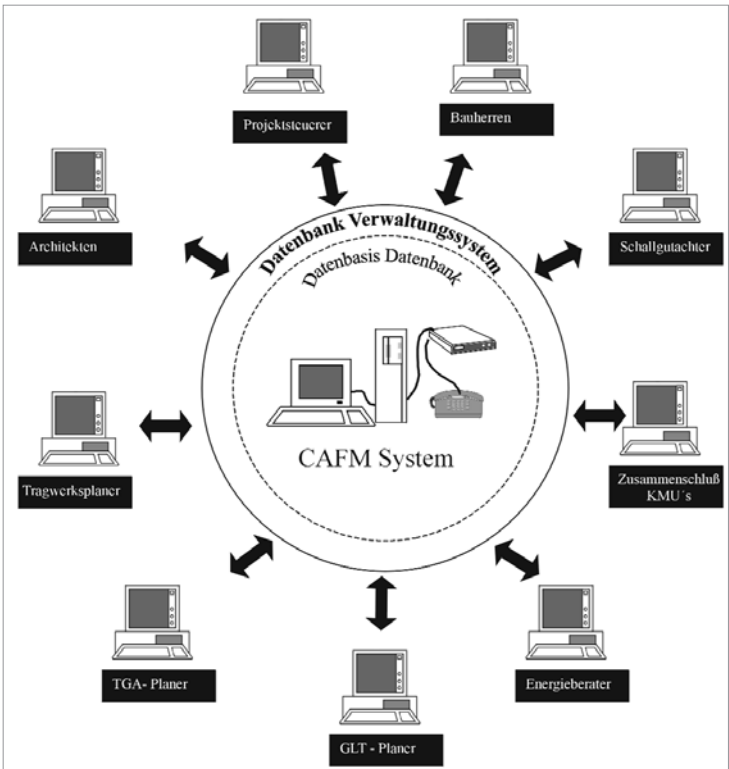 Projektsteuerer
Bauherren
Architekten
Schallgutachter
Datenbank Verwaltungssystem
Datenbasis Datenbank
CAFM System
Tragwerksplaner
Zusammenschluß
KMU´s
TGA- Planer
Energieberater
GLT - Planer